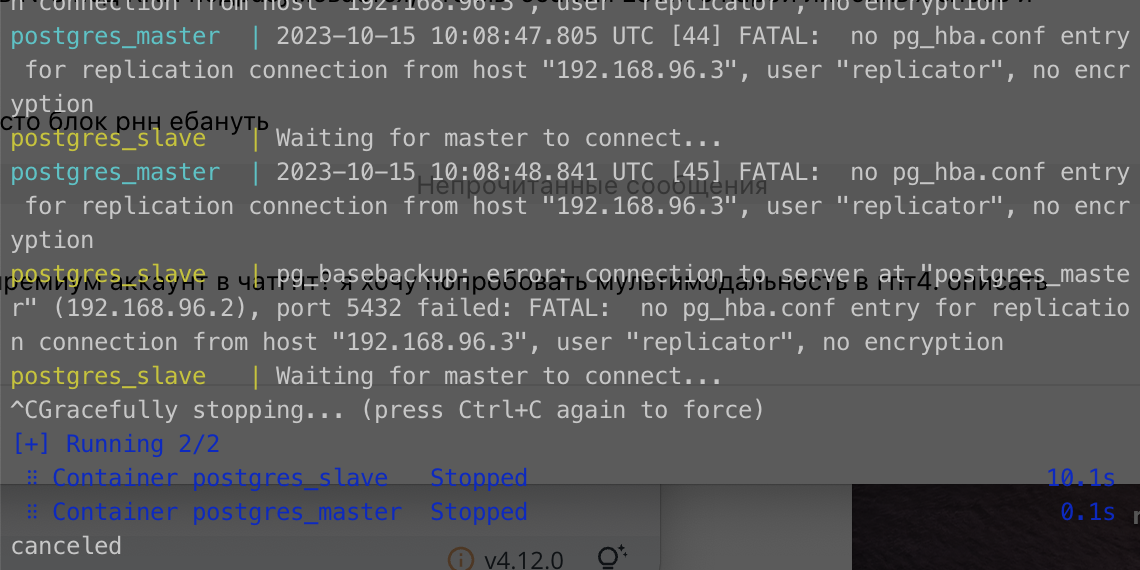 n connection from host "192.168.96.3", user "replicator", no encryption
postgres_master  | 2023-10-15 10:08:47.805 UTC [44] FATAL:  no pg_hba.conf entry
 for replication connection from host "192.168.96.3", user "replicator", no encr
yption
сто блок рнн ебануть
postgres_slave   | Waiting for master to connect...
postgres_master  | 2023-10-15 10:08:48.841 UTC [45] FATAL:  no pg_hba.conf entry
Непрочитанные сообщения
 for replication connection from host "192.168.96.3", user "replicator", no encr
yption
postgres_slave   | pg_basebackup: error: connection to server at "postgres_maste
премиум аккаунт в чатгпт? я хочу попробовать мультимодальность в гпт4. описать
r" (192.168.96.2), port 5432 failed: FATAL:  no pg_hba.conf entry for replicatio
n connection from host "192.168.96.3", user "replicator", no encryption
postgres_slave   | Waiting for master to connect...
^CGracefully stopping... (press Ctrl+C again to force)
[+] Running 2/2
 ⠿ Container postgres_slave   Stopped 10.1s
 ⠿ Container postgres_master  Stopped 0.1s
canceled
v4.12.0